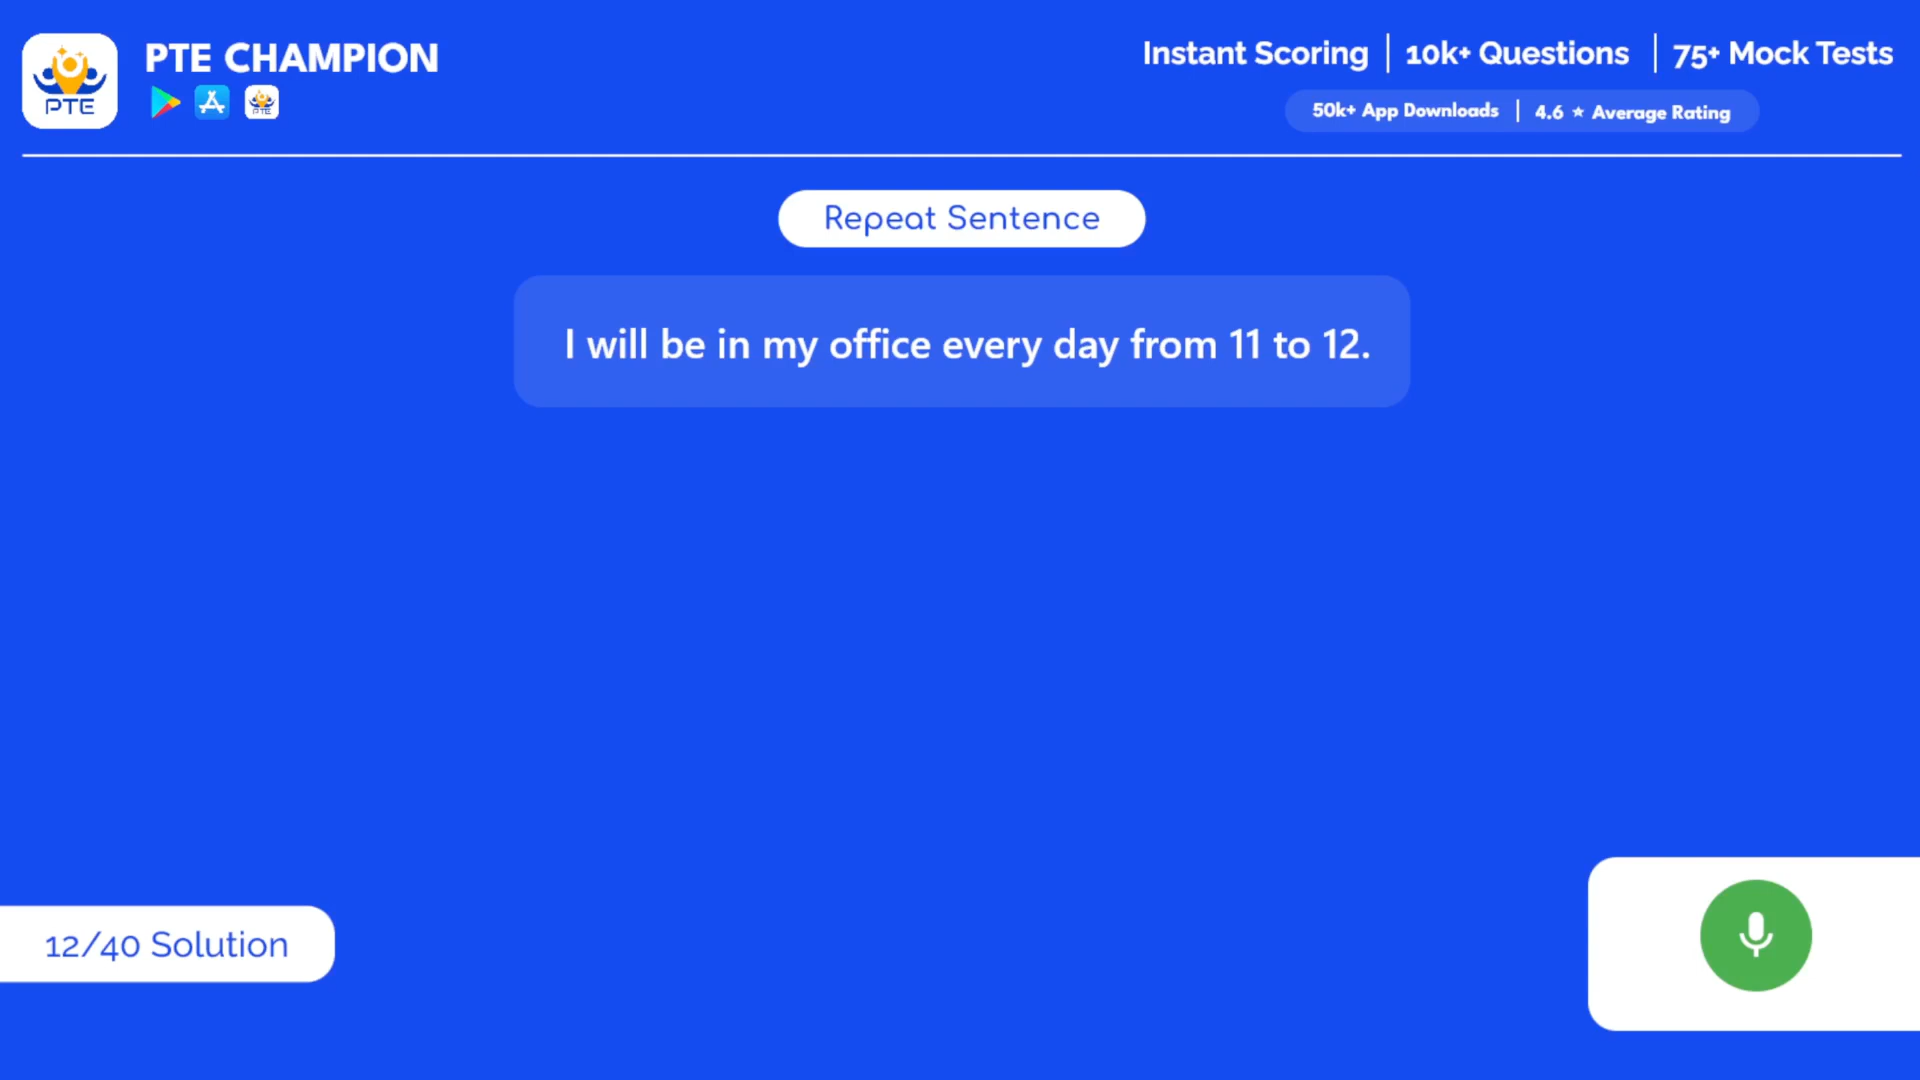 PTE CHAMPION
PTE
PTE
Instant Scoring | 10k+ Questions | 75+ Mock Tests
50k+ App Downloads | 4.6 ★ Average Rating
Repeat Sentence
I will be in my office every day from 11 to 12.
12/40 Solution